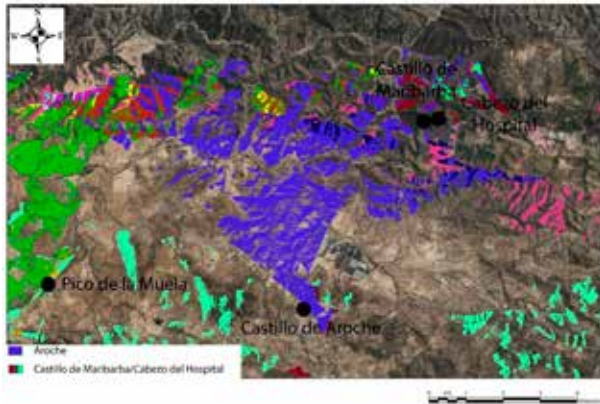 N
W E
S
Castillo de
Maribarba
Cabezo del
Hospital
Pico de la Muela
Castillo de Aroche
Aroche
Castillo de Maribarba/Cabezo del Hospital